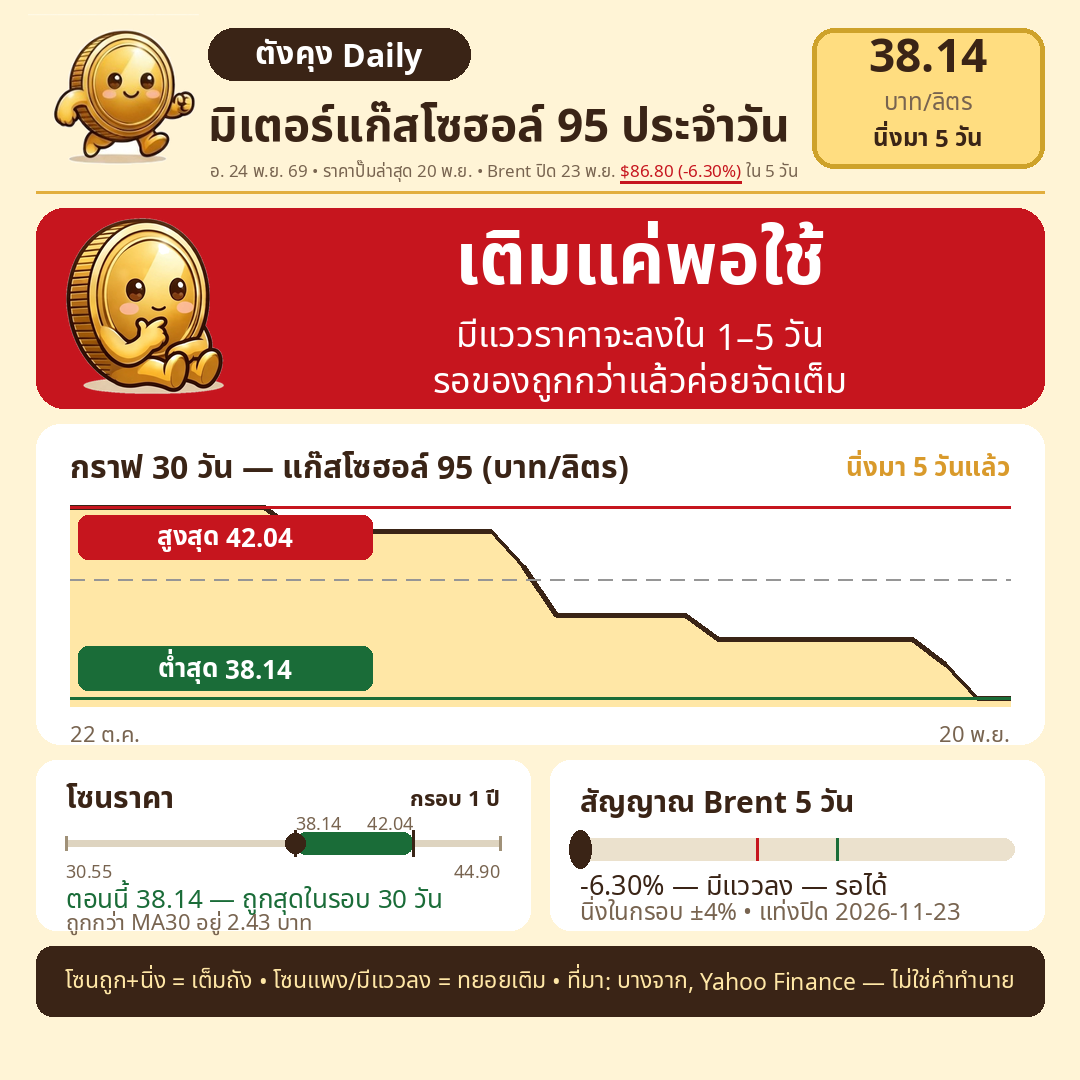 ตังคุง Daily
มิเตอร์แก๊สโซฮอล์ 95 ประจำวัน
อ. 24 พ.ย. 69 • ราคาปั๊มล่าสุด 20 พ.ย. • Brent ปิด 23 พ.ย. $86.80 (-6.30%) ใน 5 วัน
38.14
บาท/ลิตร
นิ่งมา 5 วัน
เติมแค่พอใช้
มีแววราคาจะลงใน 1–5 วัน
รอของถูกกว่าแล้วค่อยจัดเต็ม
กราฟ 30 วัน — แก๊สโซฮอล์ 95 (บาท/ลิตร)
นิ่งมา 5 วันแล้ว
สูงสุด 42.04
ต่ำสุด 38.14
22 ต.ค.
20 พ.ย.
โซนราคา
กรอบ 1 ปี
38.14
42.04
30.55
44.90
ตอนนี้ 38.14 — ถูกสุดในรอบ 30 วัน
ถูกกว่า MA30 อยู่ 2.43 บาท
สัญญาณ Brent 5 วัน
-6.30% — มีแววลง — รอได้
นิ่งในกรอบ ±4% • แท่งปิด 2026-11-23
โซนถูก+นิ่ง = เต็มถัง • โซนแพง/มีแววลง = ทยอยเติม • ที่มา: บางจาก, Yahoo Finance — ไม่ใช่คำทำนาย